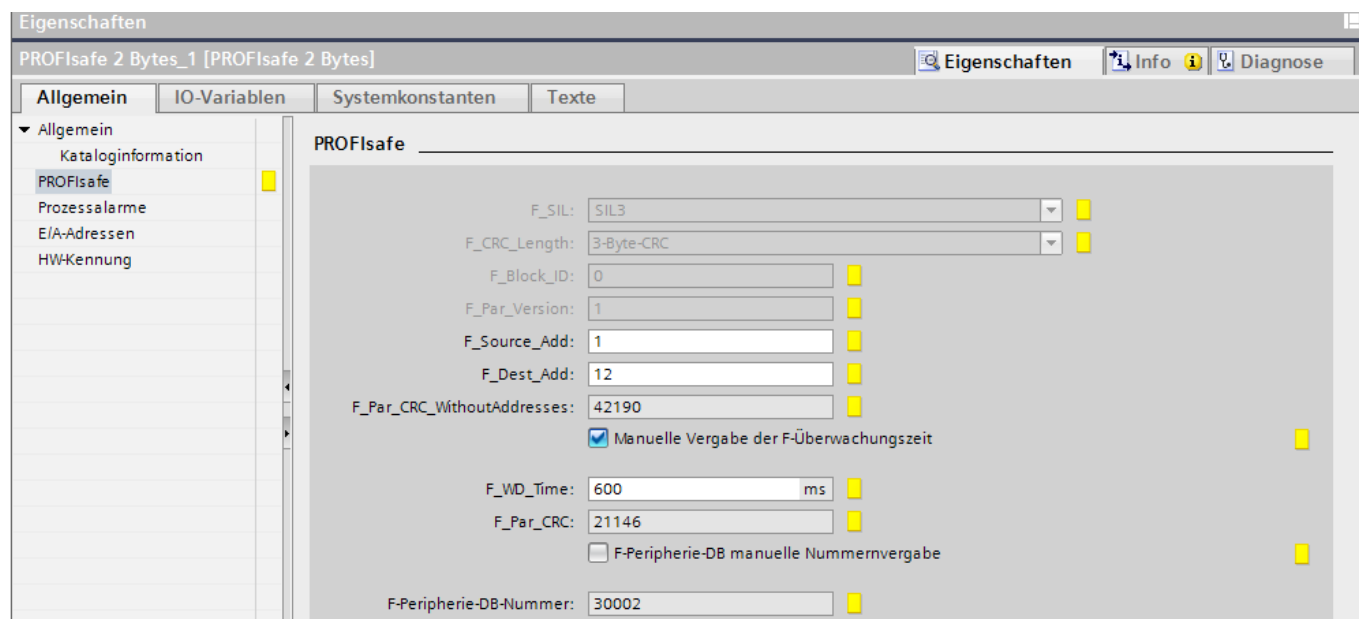 Eigenschaften
PROFIsafe 2 Bytes_1 [PROFIsafe 2 Bytes]
Eigenschaften
Info
Diagnose
Allgemein
IO-Variablen
Systemkonstanten
Texte
Allgemein
Kataloginformation
PROFIsafe
Prozessalarme
E/A-Adressen
HW-Kennung
PROFIsafe
F_SIL: SIL3
F_CRC_Length: 3-Byte-CRC
F_Block_ID: 0
F_Par_Version: 1
F_Source_Add: 1
F_Dest_Add: 12
F_Par_CRC_WithoutAddresses: 42190
Manuelle Vergabe der F-Überwachungszeit
F_WD_Time: 600 ms
F_Par_CRC: 21146
F-Peripherie-DB manuelle Nummernvergabe
F-Peripherie-DB-Nummer: 30002